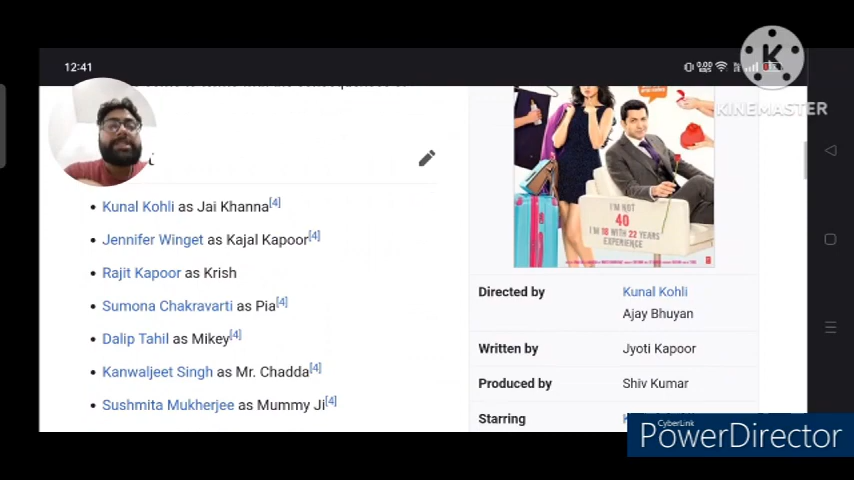 12:41
0.00
KB/s
K
KINEMASTER
Kunal Kohli as Jai Khanna[4]
Jennifer Winget as Kajal Kapoor[4]
Rajit Kapoor as Krish
Sumona Chakravarti as Pia[4]
Dalip Tahil as Mikey[4]
Kanwaljeet Singh as Mr. Chadda[4]
Sushmita Mukherjee as Mummy Ji[4]
I'M NOT
40
I'M 18 WITH 22 YEARS
EXPERIENCE
Directed by Kunal Kohli
Ajay Bhuyan
Written by Jyoti Kapoor
Produced by Shiv Kumar
Starring
CyberLink
PowerDirector